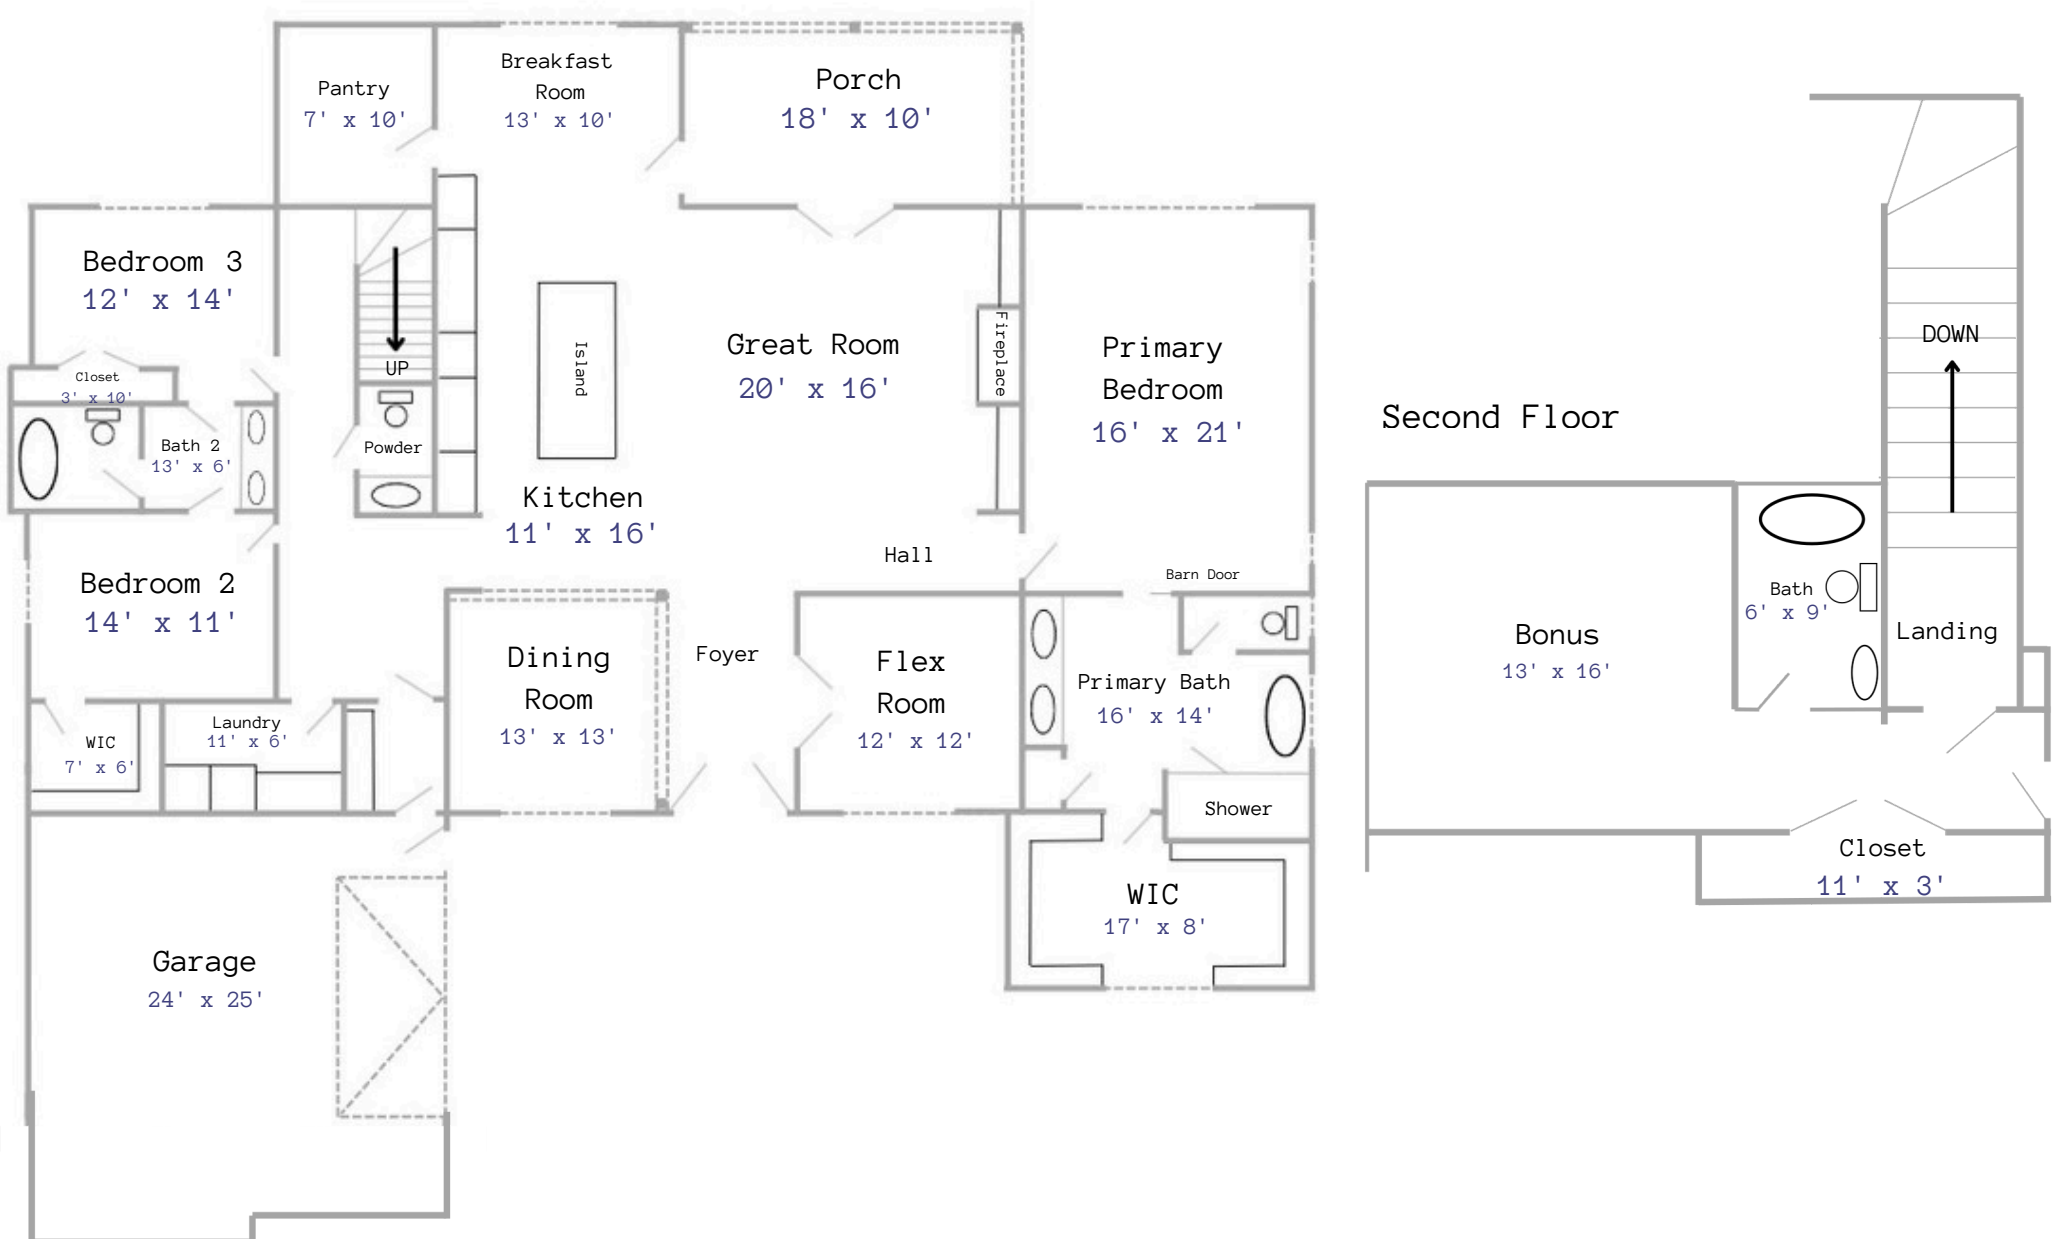 Pantry
7' x 10'
Breakfast
Room
13' x 10'
Porch
18' x 10'
Bedroom 3
12' x 14'
UP
Island
Great Room
20' x 16'
Fireplace
Primary
Bedroom
16' x 21'
Closet
3' x 10'
Bath 2
13' x 6'
Powder
Kitchen
11' x 16'
Hall
Barn Door
Bedroom 2
14' x 11'
Dining
Room
13' x 13'
Foyer
Flex
Room
12' x 12'
Primary Bath
16' x 14'
WIC
7' x 6'
Laundry
11' x 6'
Shower
WIC
17' x 8'
Garage
24' x 25'
Second Floor
DOWN
Bath
6' x 9'
Landing
Bonus
13' x 16'
Closet
11' x 3'